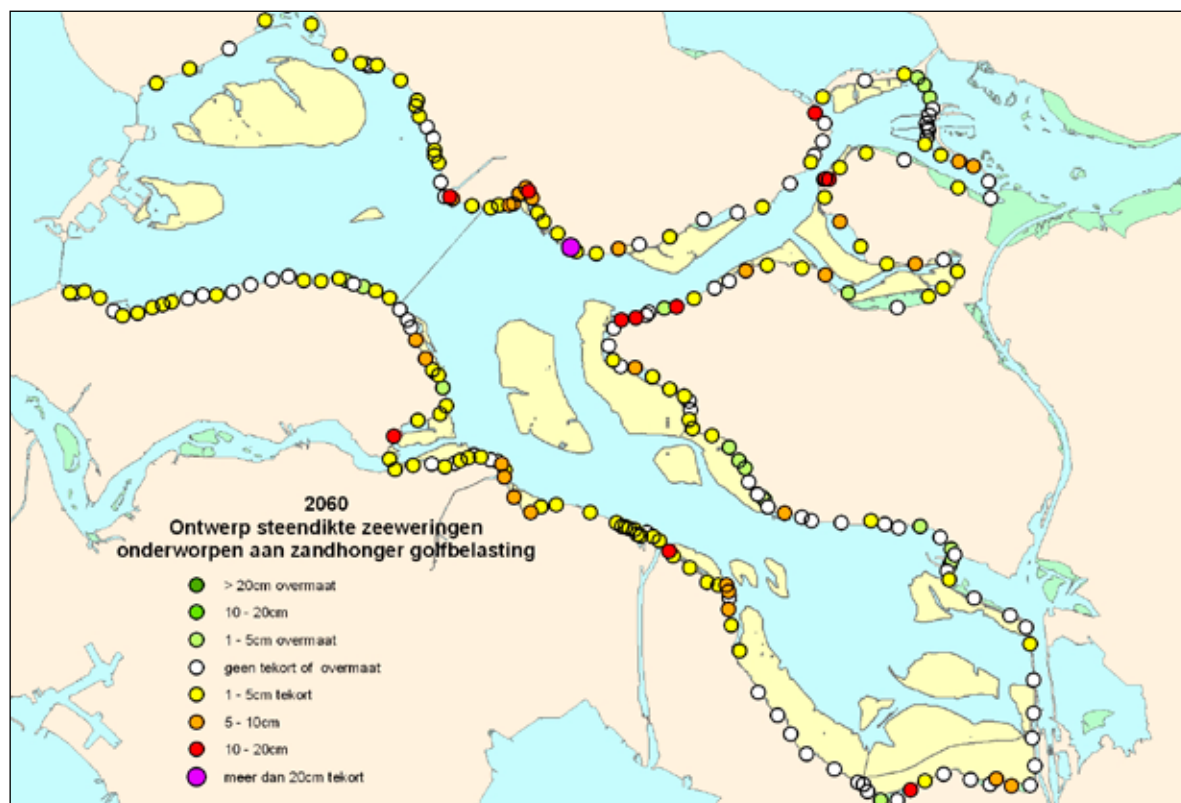 2060
Ontwerp steendikte zeeweringen
onderworpen aan zandhonger golfbelasting
> 20cm overmaat
10 - 20cm
1 - 5cm overmaat
geen tekort of overmaat
1 - 5cm tekort
5 - 10cm
10 - 20cm
meer dan 20cm tekort